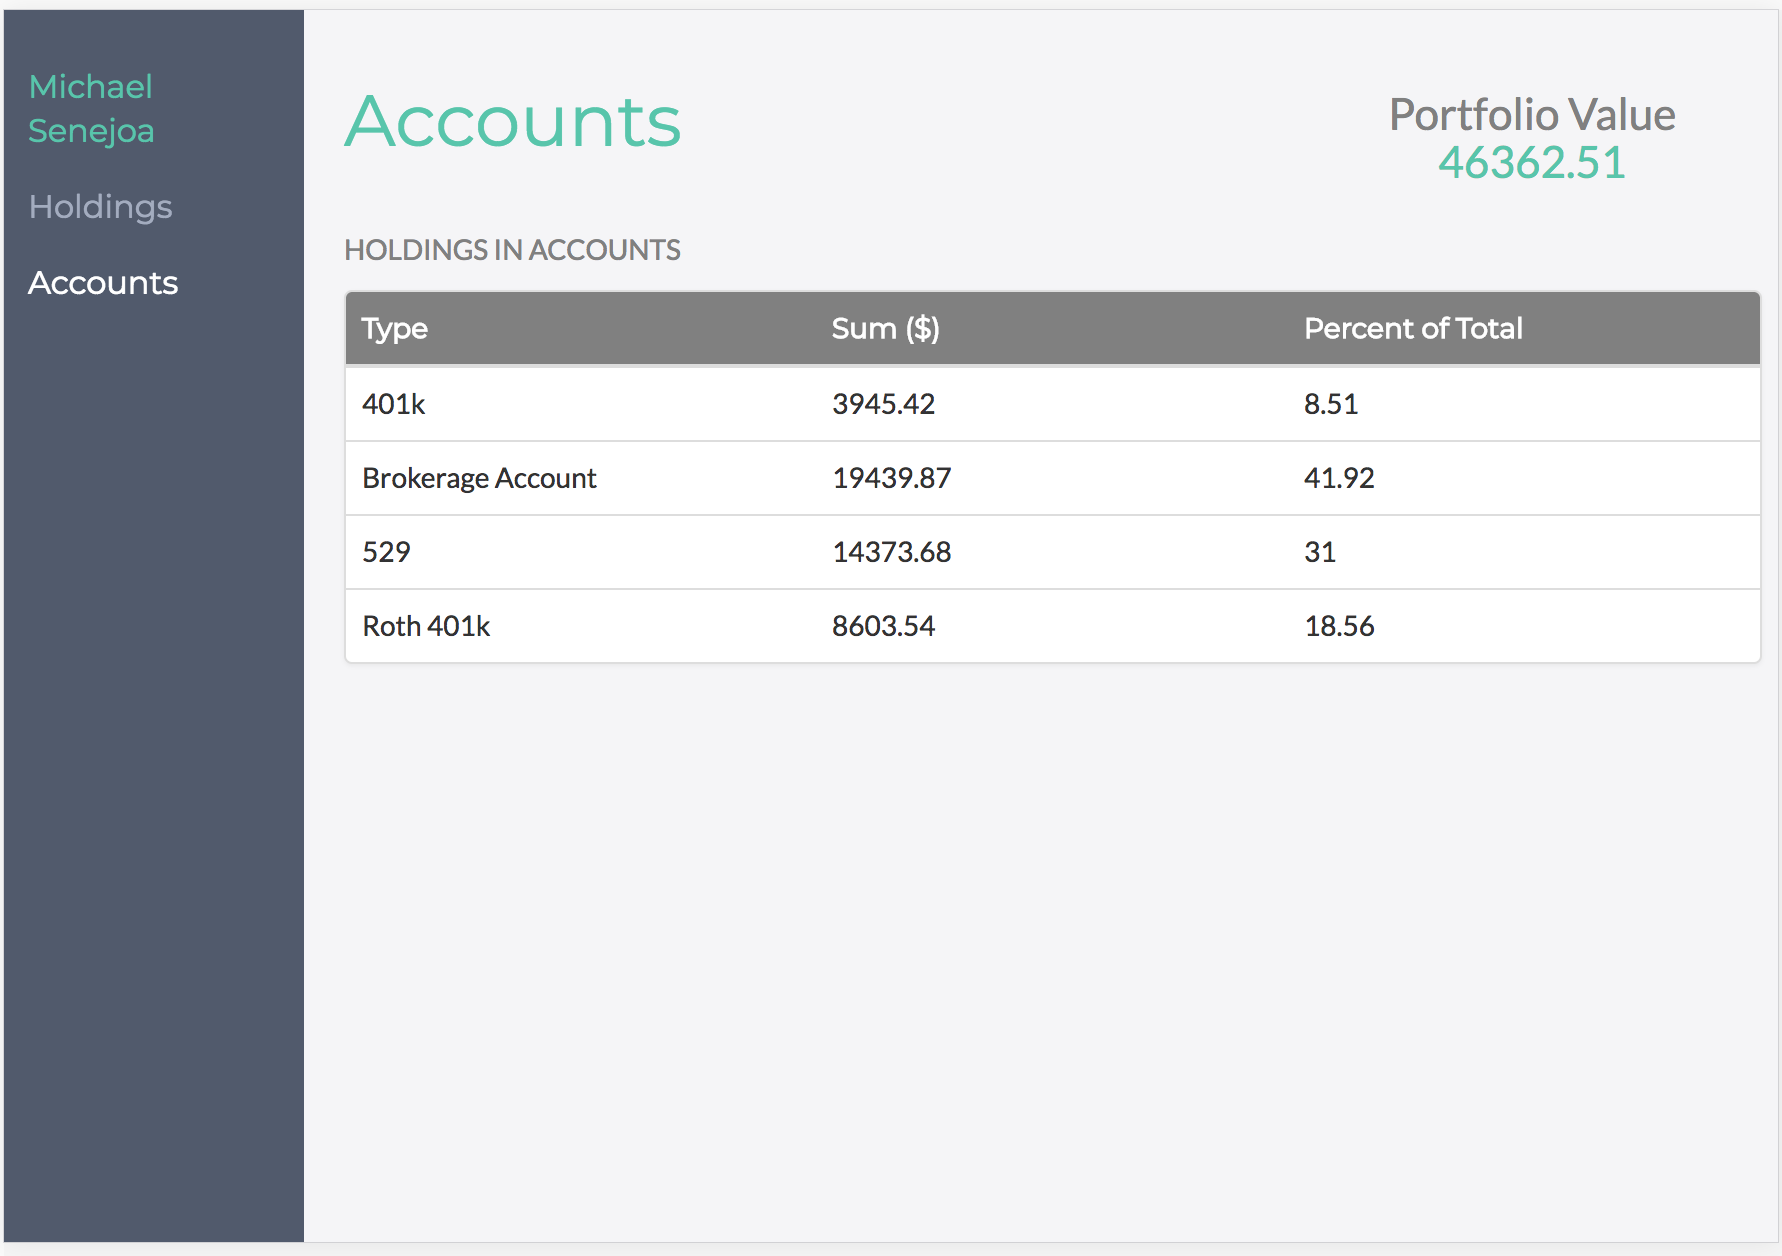 Michael
Senejoa
Holdings
Accounts
Accounts
Portfolio Value
46362.51
HOLDINGS IN ACCOUNTS
Type Sum ($) Percent of Total
401k 3945.42 8.51
Brokerage Account 19439.87 41.92
529 14373.68 31
Roth 401k 8603.54 18.56